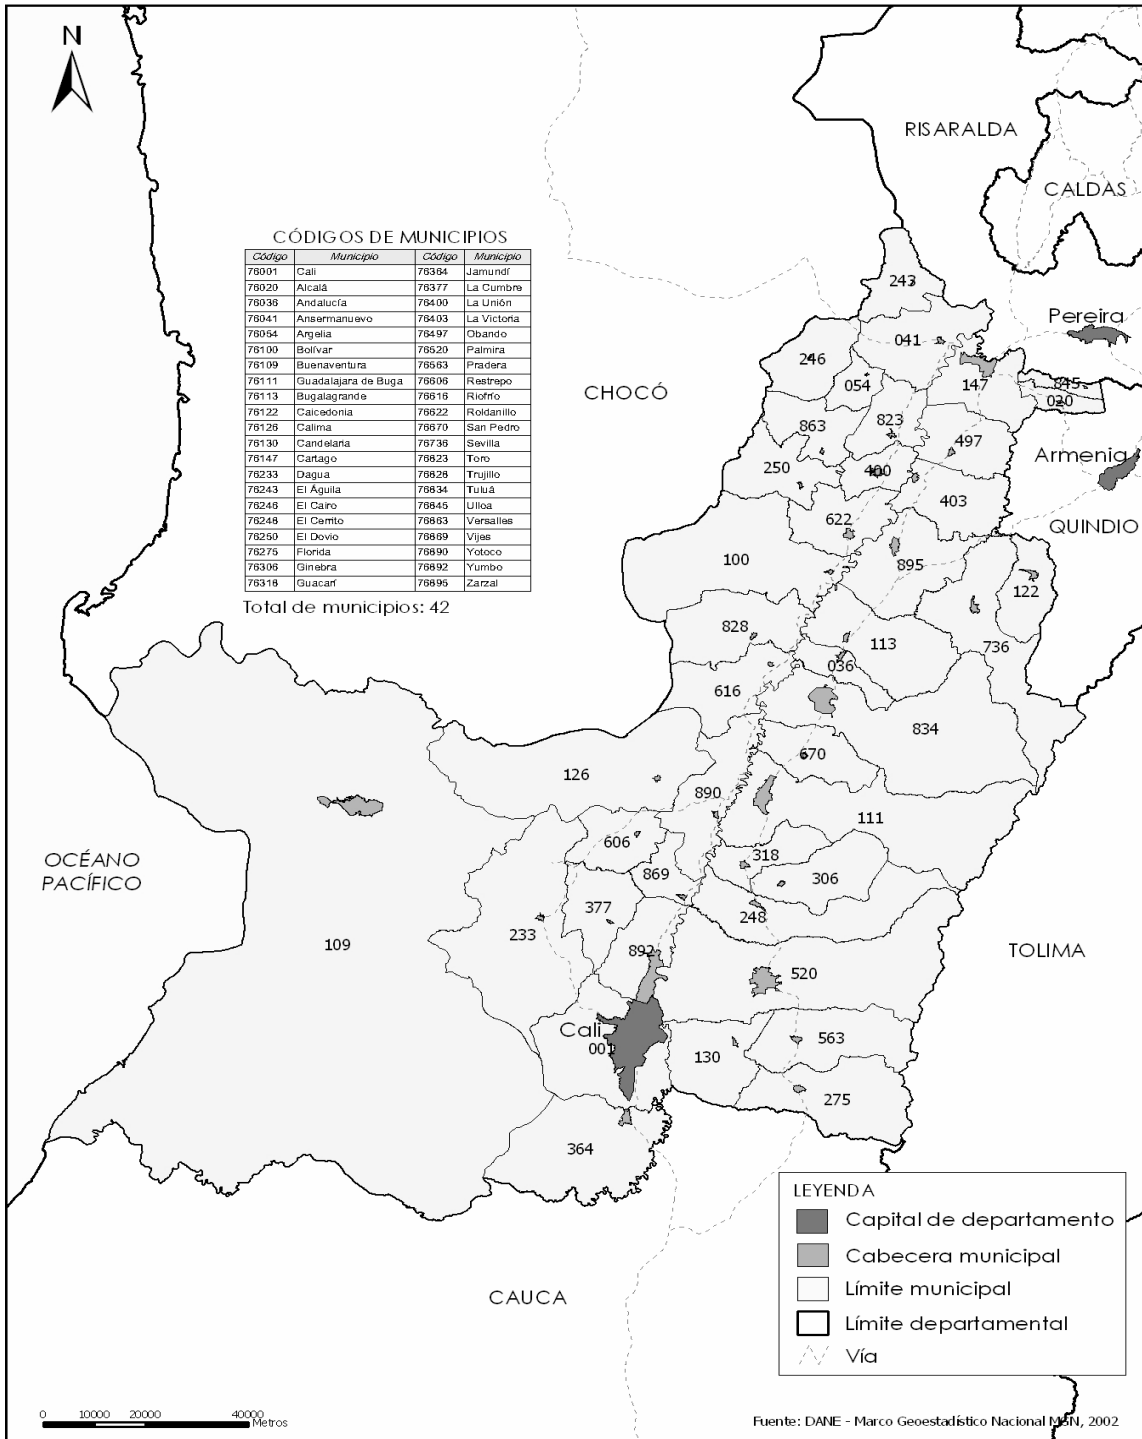 N
RISARALDA
CALDAS
CÓDIGOS DE MUNICIPIOS
Código Municipio Código Municipio
76001 Cali 76364 Jamundí
76020 Alcalá 76377 La Cumbre
76036 Andalucía 76400 La Unión
76041 Ansermanuevo 76403 La Victoria
76054 Argelia 76497 Obando
76100 Bolívar 76520 Palmira
76109 Buenaventura 76563 Pradera
76111 Guadalajara de Buga 76606 Restrepo
76113 Bugalagrande 76616 Riofrío
76122 Caicedonia 76622 Roldanillo
76126 Calima 76670 San Pedro
76130 Candelaria 76736 Sevilla
76147 Cartago 76823 Toro
76233 Dagua 76828 Trujillo
76243 El Águila 76834 Tuluá
76246 El Cairo 76845 Ulloa
76248 El Cerrito 76863 Versalles
76250 El Dovio 76869 Vijes
76275 Florida 76890 Yotoco
76306 Ginebra 76892 Yumbo
76318 Guacarí 76895 Zarzal
Total de municipios: 42
243
Pereira
041
246
054
147
845
020
CHOCÓ
823
863
497
Armenia
250
400
403
622
QUINDIO
100
895
122
828
113
736
036
616
834
670
126
890
111
606
318
OCÉANO
PACÍFICO
869
306
377
248
109
233
892
TOLIMA
520
Cali
001
130
563
275
364
CAUCA
LEYENDA
Capital de departamento
Cabecera municipal
Límite municipal
Límite departamental
Vía
0 10000 20000 40000
Metros
Fuente: DANE - Marco Geoestadístico Nacional MGN, 2002